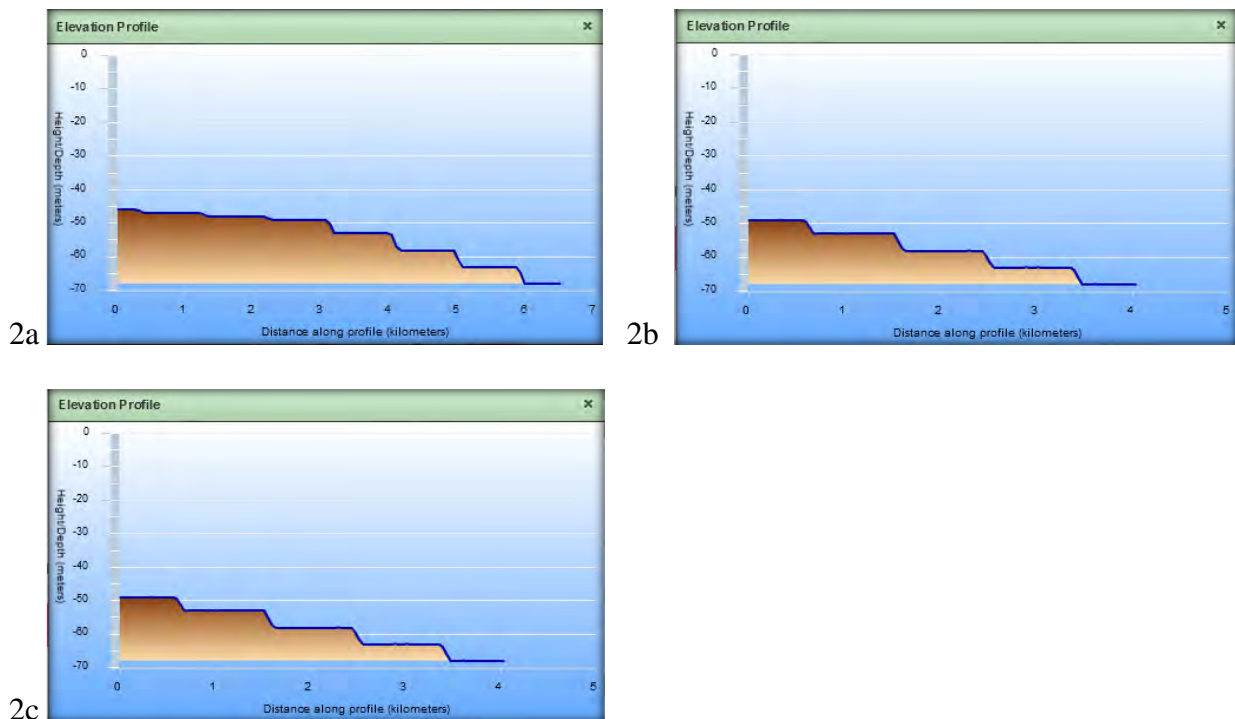 Elevation Profile ×
0
-10
-20
-30
-40
-50
-60
-70
Height/Depth (meters)
0 1 2 3 4 5 6 7
Distance along profile (kilometers)
2a
Elevation Profile ×
0
-10
-20
-30
-40
-50
-60
-70
Height/Depth (meters)
0 1 2 3 4 5
Distance along profile (kilometers)
2b
Elevation Profile ×
0
-10
-20
-30
-40
-50
-60
-70
Height/Depth (meters)
0 1 2 3 4 5
Distance along profile (kilometers)
2c